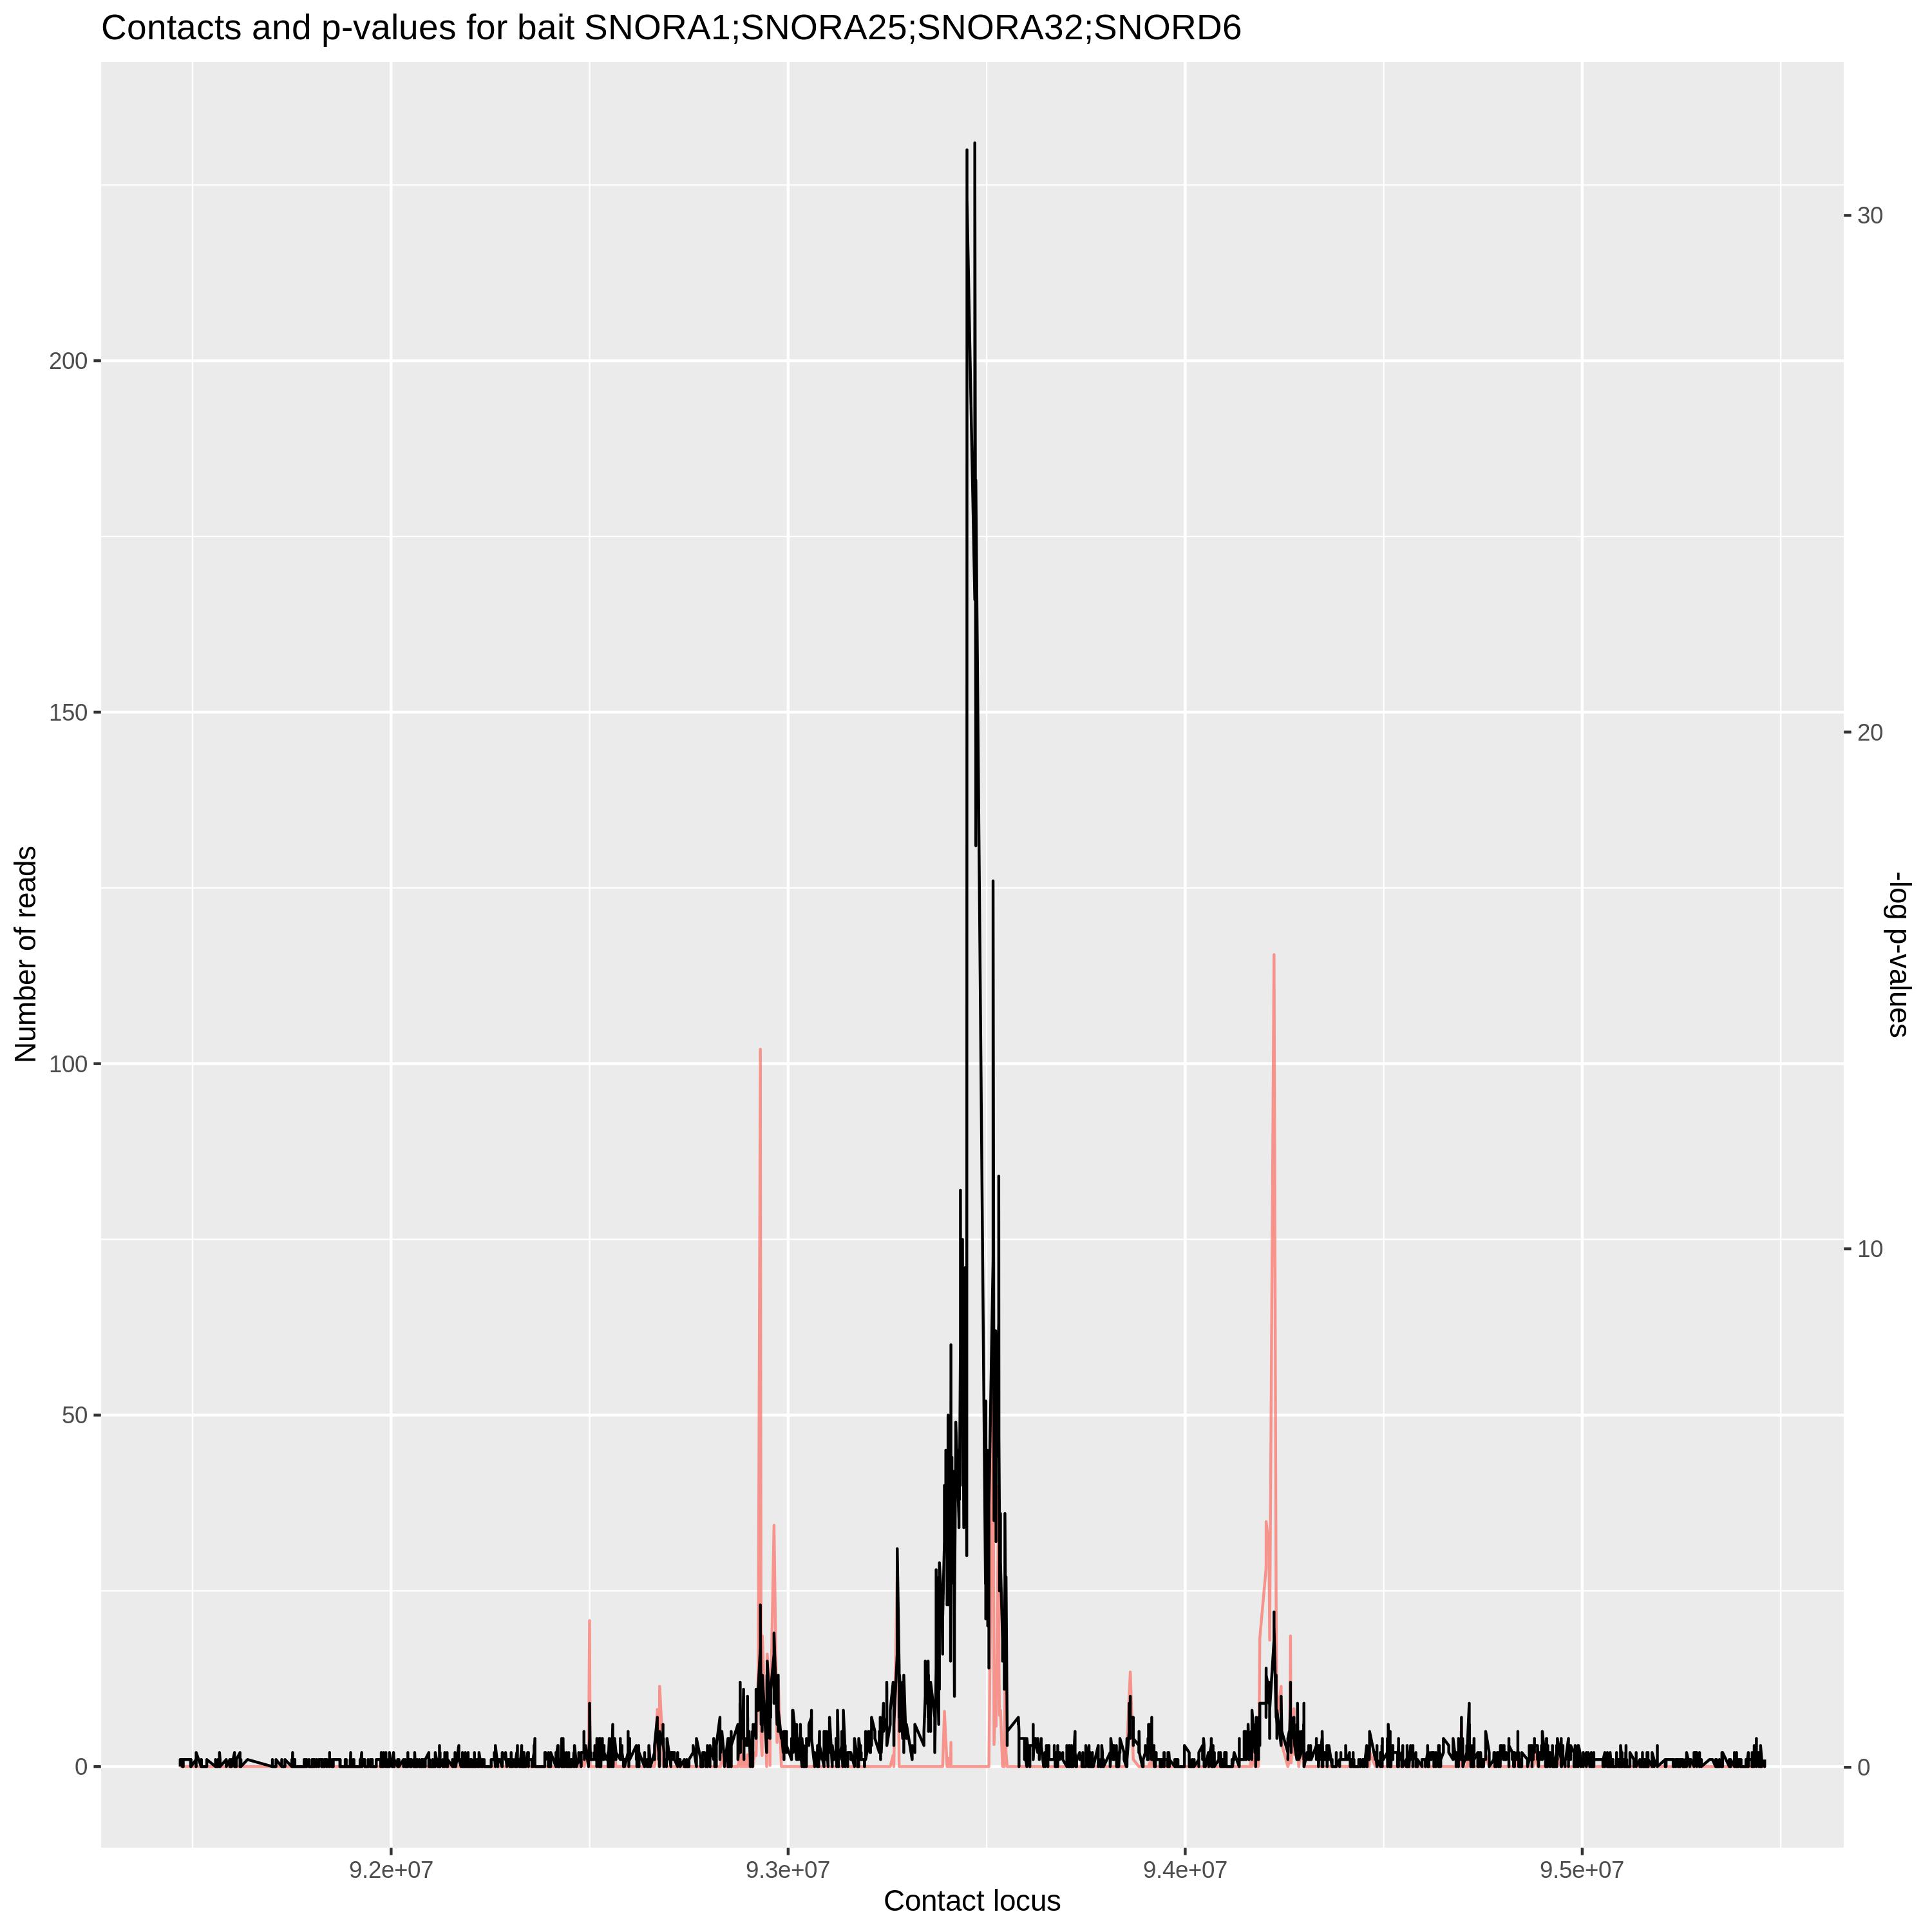 Contacts and p-values for bait SNORA1;SNORA25;SNORA32;SNORD6
Number of reads
200
150
100
50
0
30
20
10
0
-log p-values
9.2e+07
9.3e+07
9.4e+07
9.5e+07
Contact locus